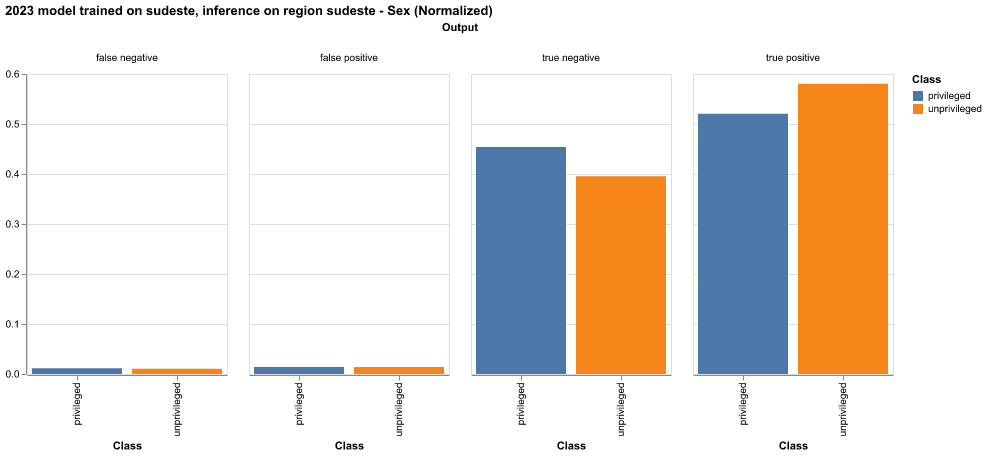 2023 model trained on sudeste, inference on region sudeste - Sex (Normalized)
Output
false negative
false positive
true negative
true positive
0.6
0.5
0.4
0.3
0.2
0.1
0.0
privileged
unprivileged
privileged
unprivileged
privileged
unprivileged
privileged
unprivileged
Class
Class
Class
Class
Class
privileged
unprivileged